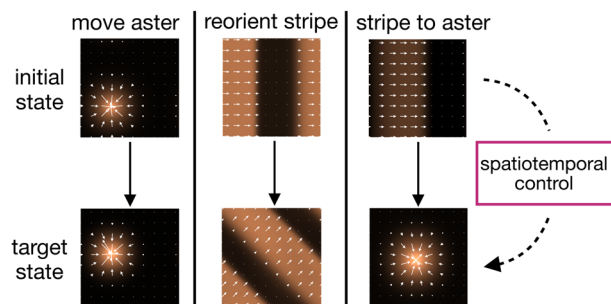 move aster
reorient stripe
stripe to aster
initial
state
spatiotemporal
control
target
state